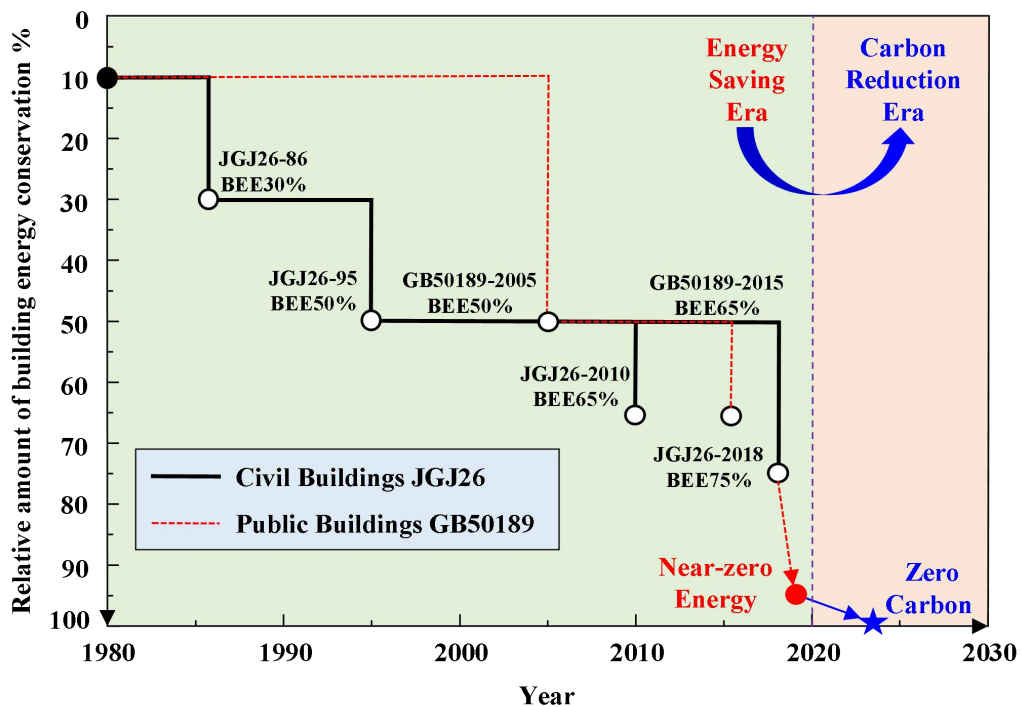 Relative amount of building energy conservation %
0
10
20
30
40
50
60
70
80
90
100
Energy
Saving
Era
Carbon
Reduction
Era
JGJ26-86
BEE30%
JGJ26-95
BEE50%
GB50189-2005
BEE50%
GB50189-2015
BEE65%
JGJ26-2010
BEE65%
JGJ26-2018
BEE75%
Civil Buildings JGJ26
Public Buildings GB50189
Near-zero
Energy
Zero
Carbon
1980
1990
2000
2010
2020
2030
Year